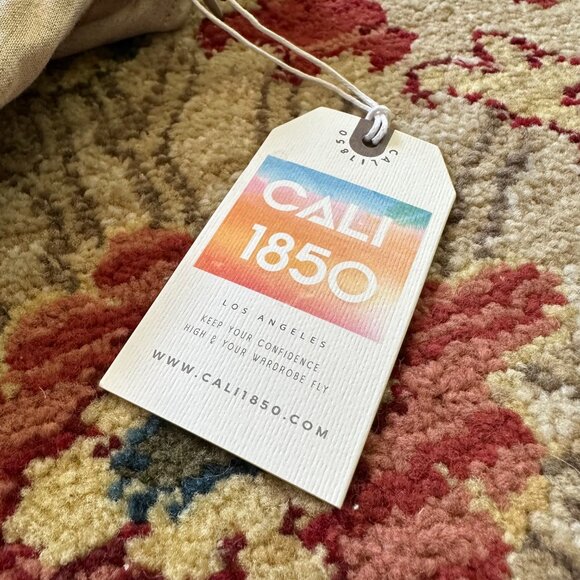 CALI1850
CALI
1850
LOS ANGELES
KEEP YOUR CONFIDENCE
HIGH & YOUR WARDROBE FLY
WWW.CALI1850.COM